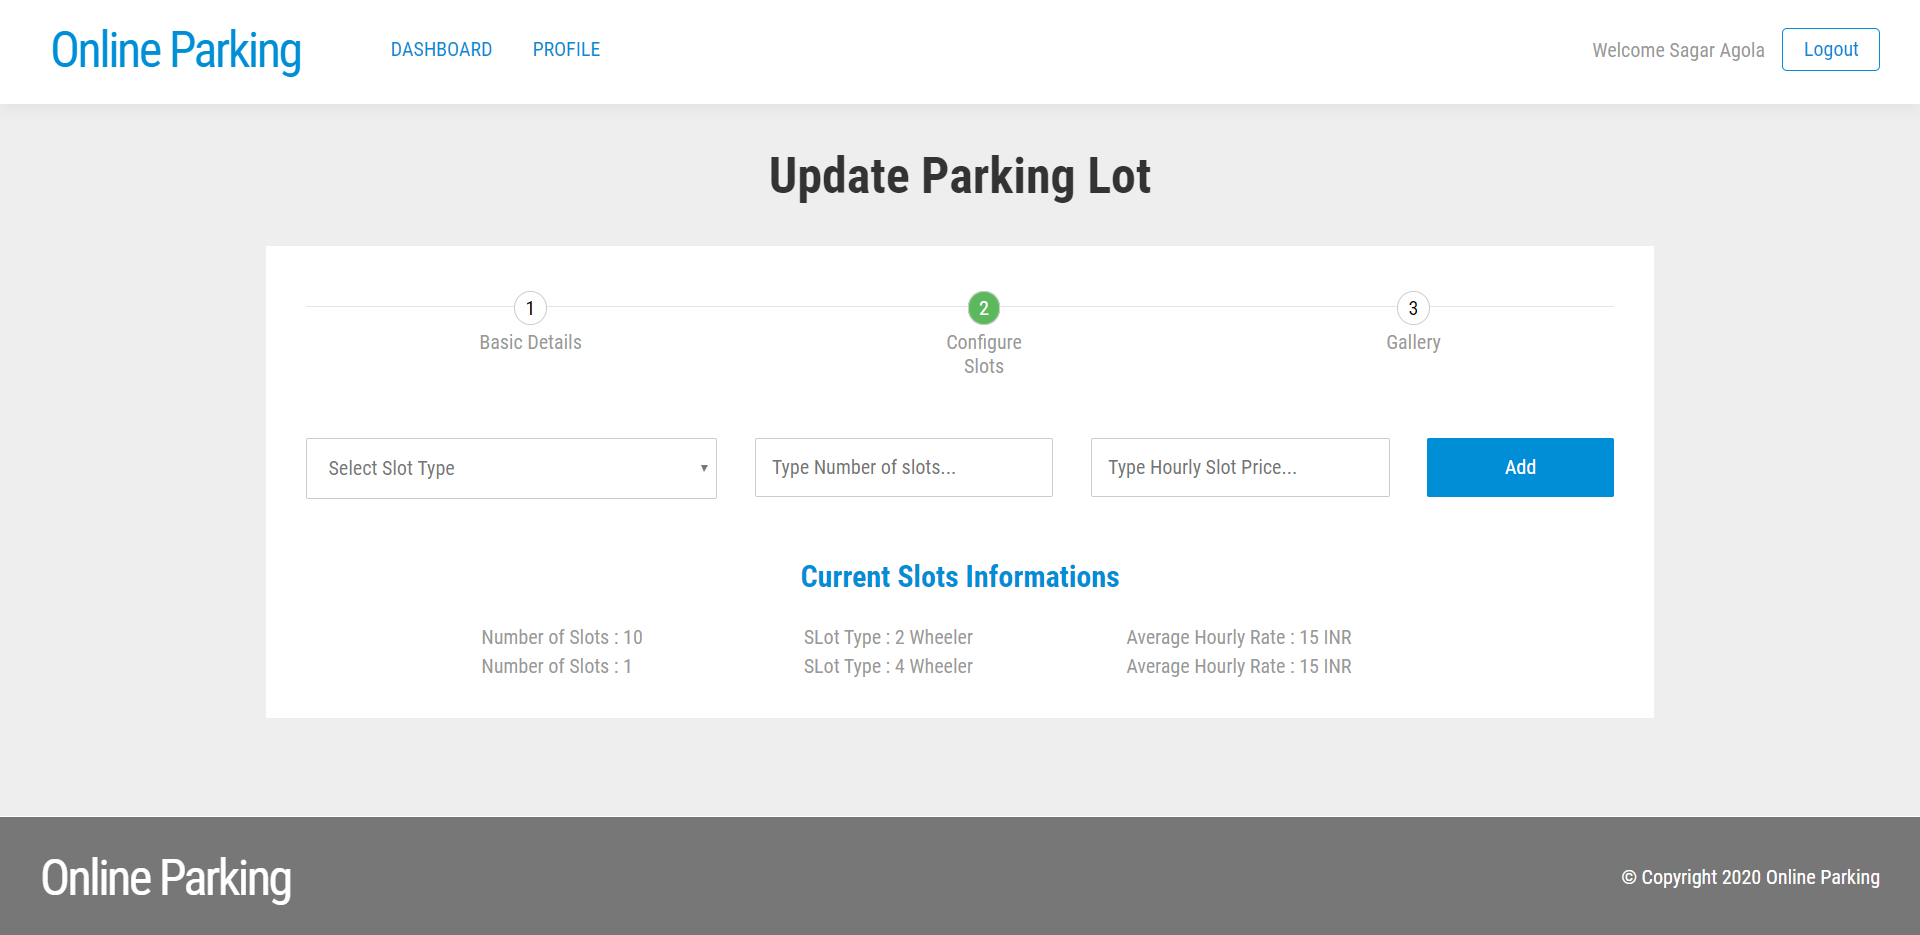 Online Parking
DASHBOARD PROFILE
Welcome Sagar Agola
Logout
Update Parking Lot
1
Basic Details
2
Configure
Slots
3
Gallery
Select Slot Type
Type Number of slots...
Type Hourly Slot Price...
Add
Current Slots Informations
Number of Slots : 10 SLot Type : 2 Wheeler Average Hourly Rate : 15 INR
Number of Slots : 1 SLot Type : 4 Wheeler Average Hourly Rate : 15 INR
Online Parking
© Copyright 2020 Online Parking